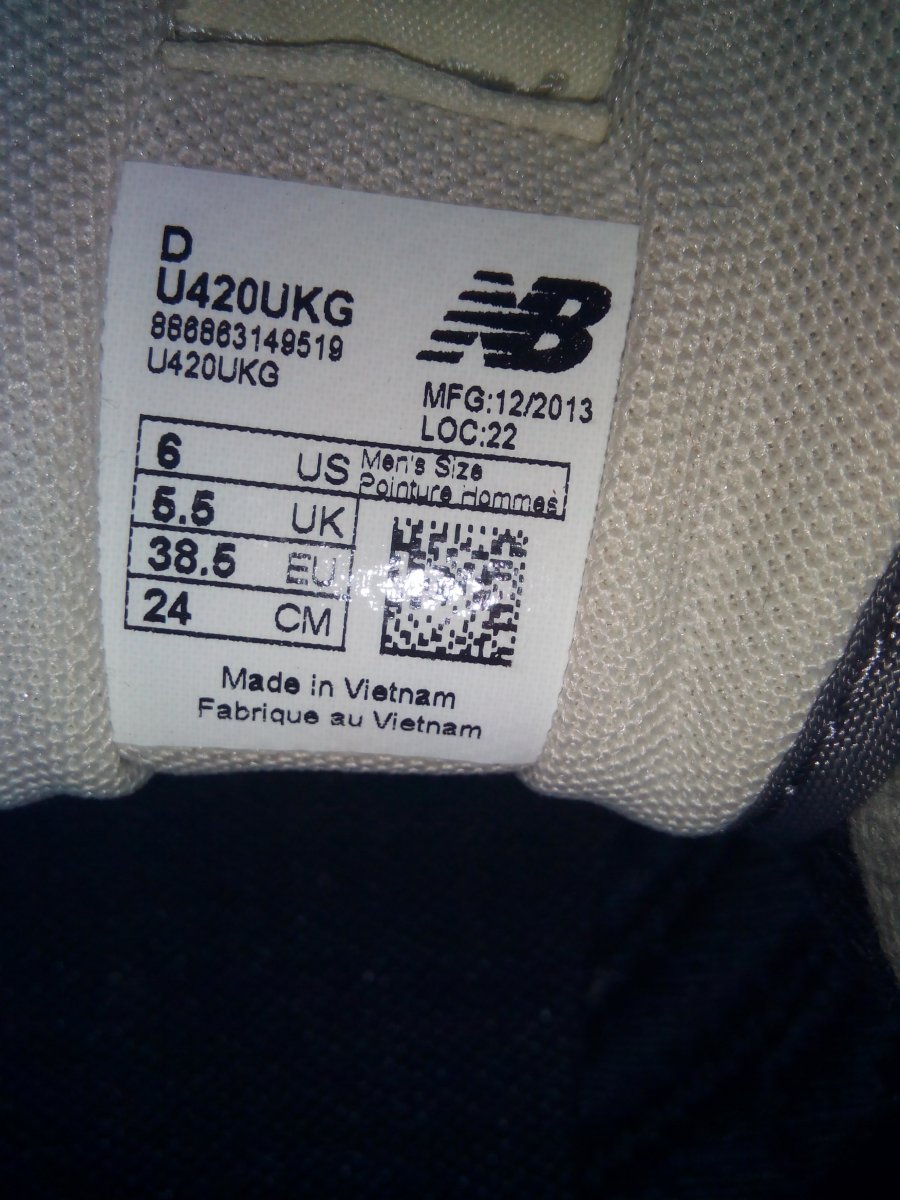 D
U420UKG
886863149519
U420UKG
NB
MFG:12/2013
LOC:22
6 US Men's Size
Pointure Hommes
5.5 UK
38.5 EU
24 CM
Made in Vietnam
Fabrique au Vietnam